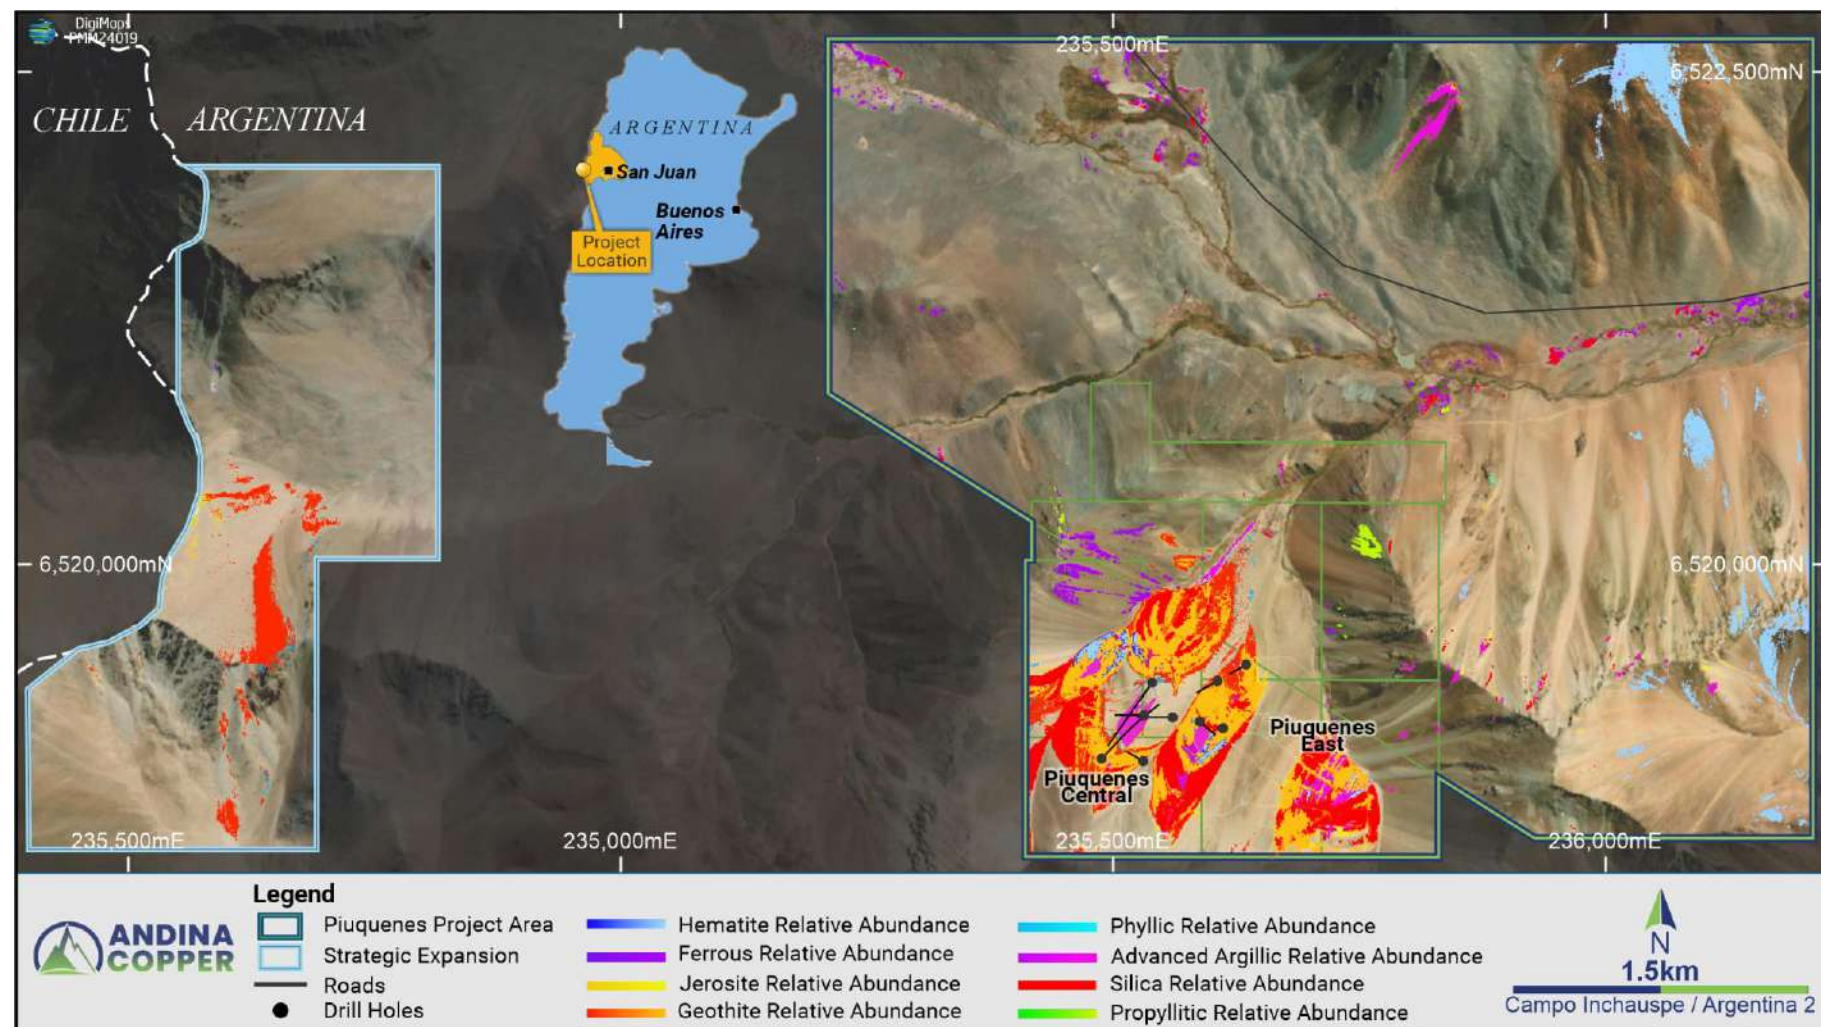 DigiMaps
PMM24019
235,500mE
6,522,500mN
CHILE
ARGENTINA
ARGENTINA
San Juan
Buenos
Aires
Project
Location
6,520,000mN
6,520,000mN
Piuquenes
East
Piuquenes
Central
235,500mE
235,000mE
235,500mE
236,000mE
Legend
ANDINA
COPPER
Piuquenes Project Area
Strategic Expansion
Roads
Drill Holes
Hematite Relative Abundance
Ferrous Relative Abundance
Jerosite Relative Abundance
Geothite Relative Abundance
Phyllic Relative Abundance
Advanced Argillic Relative Abundance
Silica Relative Abundance
Propyllitic Relative Abundance
N
1.5km
Campo Inchauspe / Argentina 2